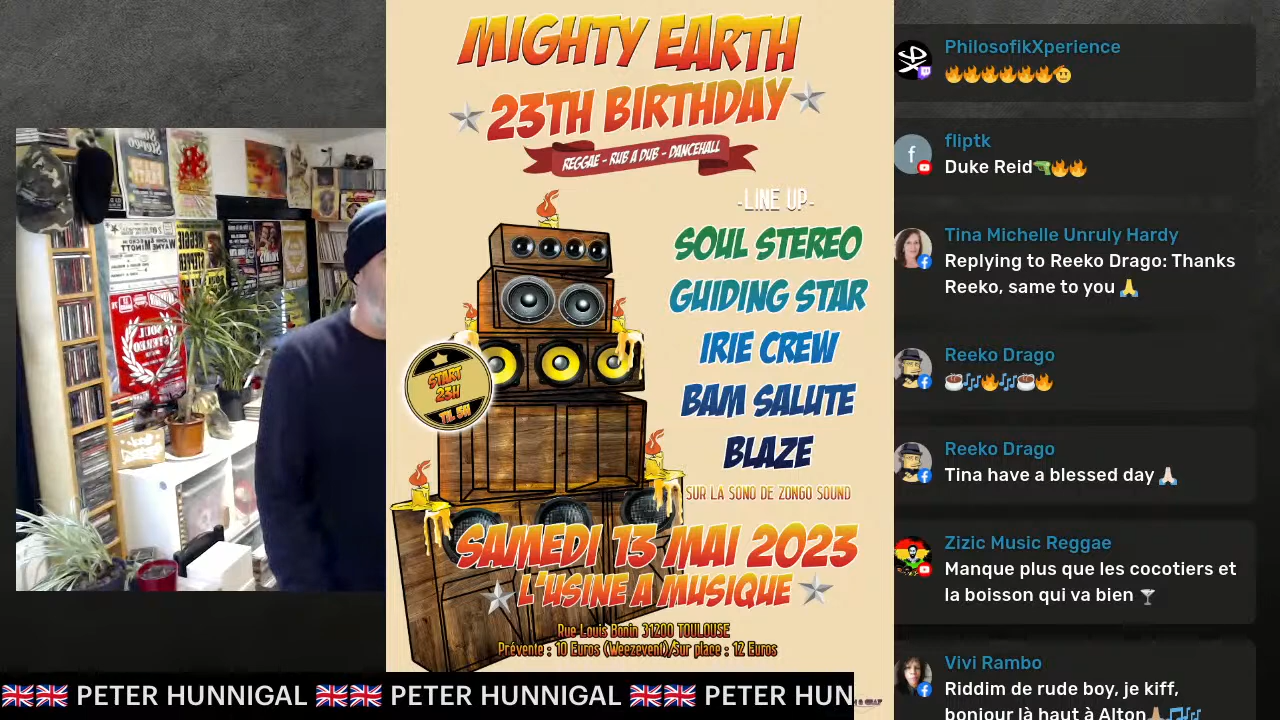 MIGHTY EARTH
23TH BIRTHDAY
REGGAE - RUB A DUB - DANCEHALL
-LINE UP-
SOUL STEREO
GUIDING STAR
IRIE CREW
BAM SALUTE
BLAZE
SUR LA SONO DE ZONGO SOUND
START
23H
TIL 5H
SAMEDI 13 MAI 2023
L'USINE A MUSIQUE
Rue Louis Bonin 31200 TOULOUSE
Prévente : 10 Euros (Weezevent)/Sur place : 12 Euros
🇬🇧🇬🇧 PETER HUNNIGAL 🇬🇧🇬🇧 PETER HUNNIGAL 🇬🇧🇬🇧 PETER HUN
SOUL
STEREO
PhilosofikXperience
fliptk
f
Duke Reid🔫🔥🔥
Tina Michelle Unruly Hardy
Replying to Reeko Drago: Thanks
Reeko, same to you 🙏
Reeko Drago
Reeko Drago
Tina have a blessed day 🙏🏻
Zizic Music Reggae
Manque plus que les cocotiers et
la boisson qui va bien 🍸
Vivi Rambo
Riddim de rude boy, je kiff,
bonjour là haut à Alton